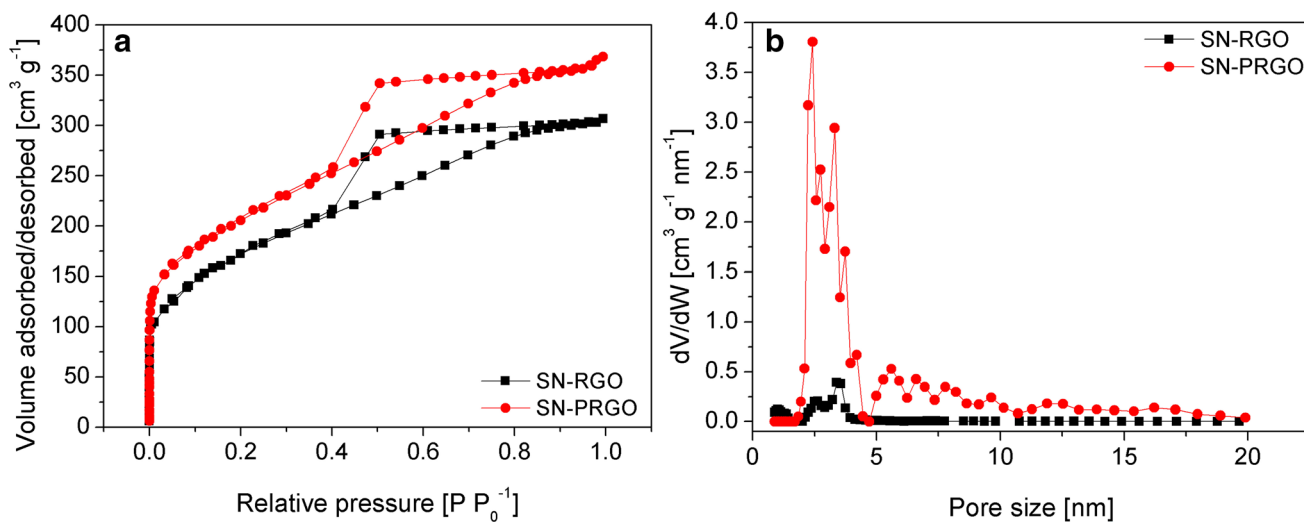 a
400
350
300
250
200
150
100
50
0
Volume adsorbed/desorbed [cm³ g⁻¹]
0.0 0.2 0.4 0.6 0.8 1.0
Relative pressure [P P₀⁻¹]
SN-RGO
SN-PRGO
b
4.0
3.5
3.0
2.5
2.0
1.5
1.0
0.5
0.0
dV/dW [cm³ g⁻¹ nm⁻¹]
0 5 10 15 20
Pore size [nm]
SN-RGO
SN-PRGO